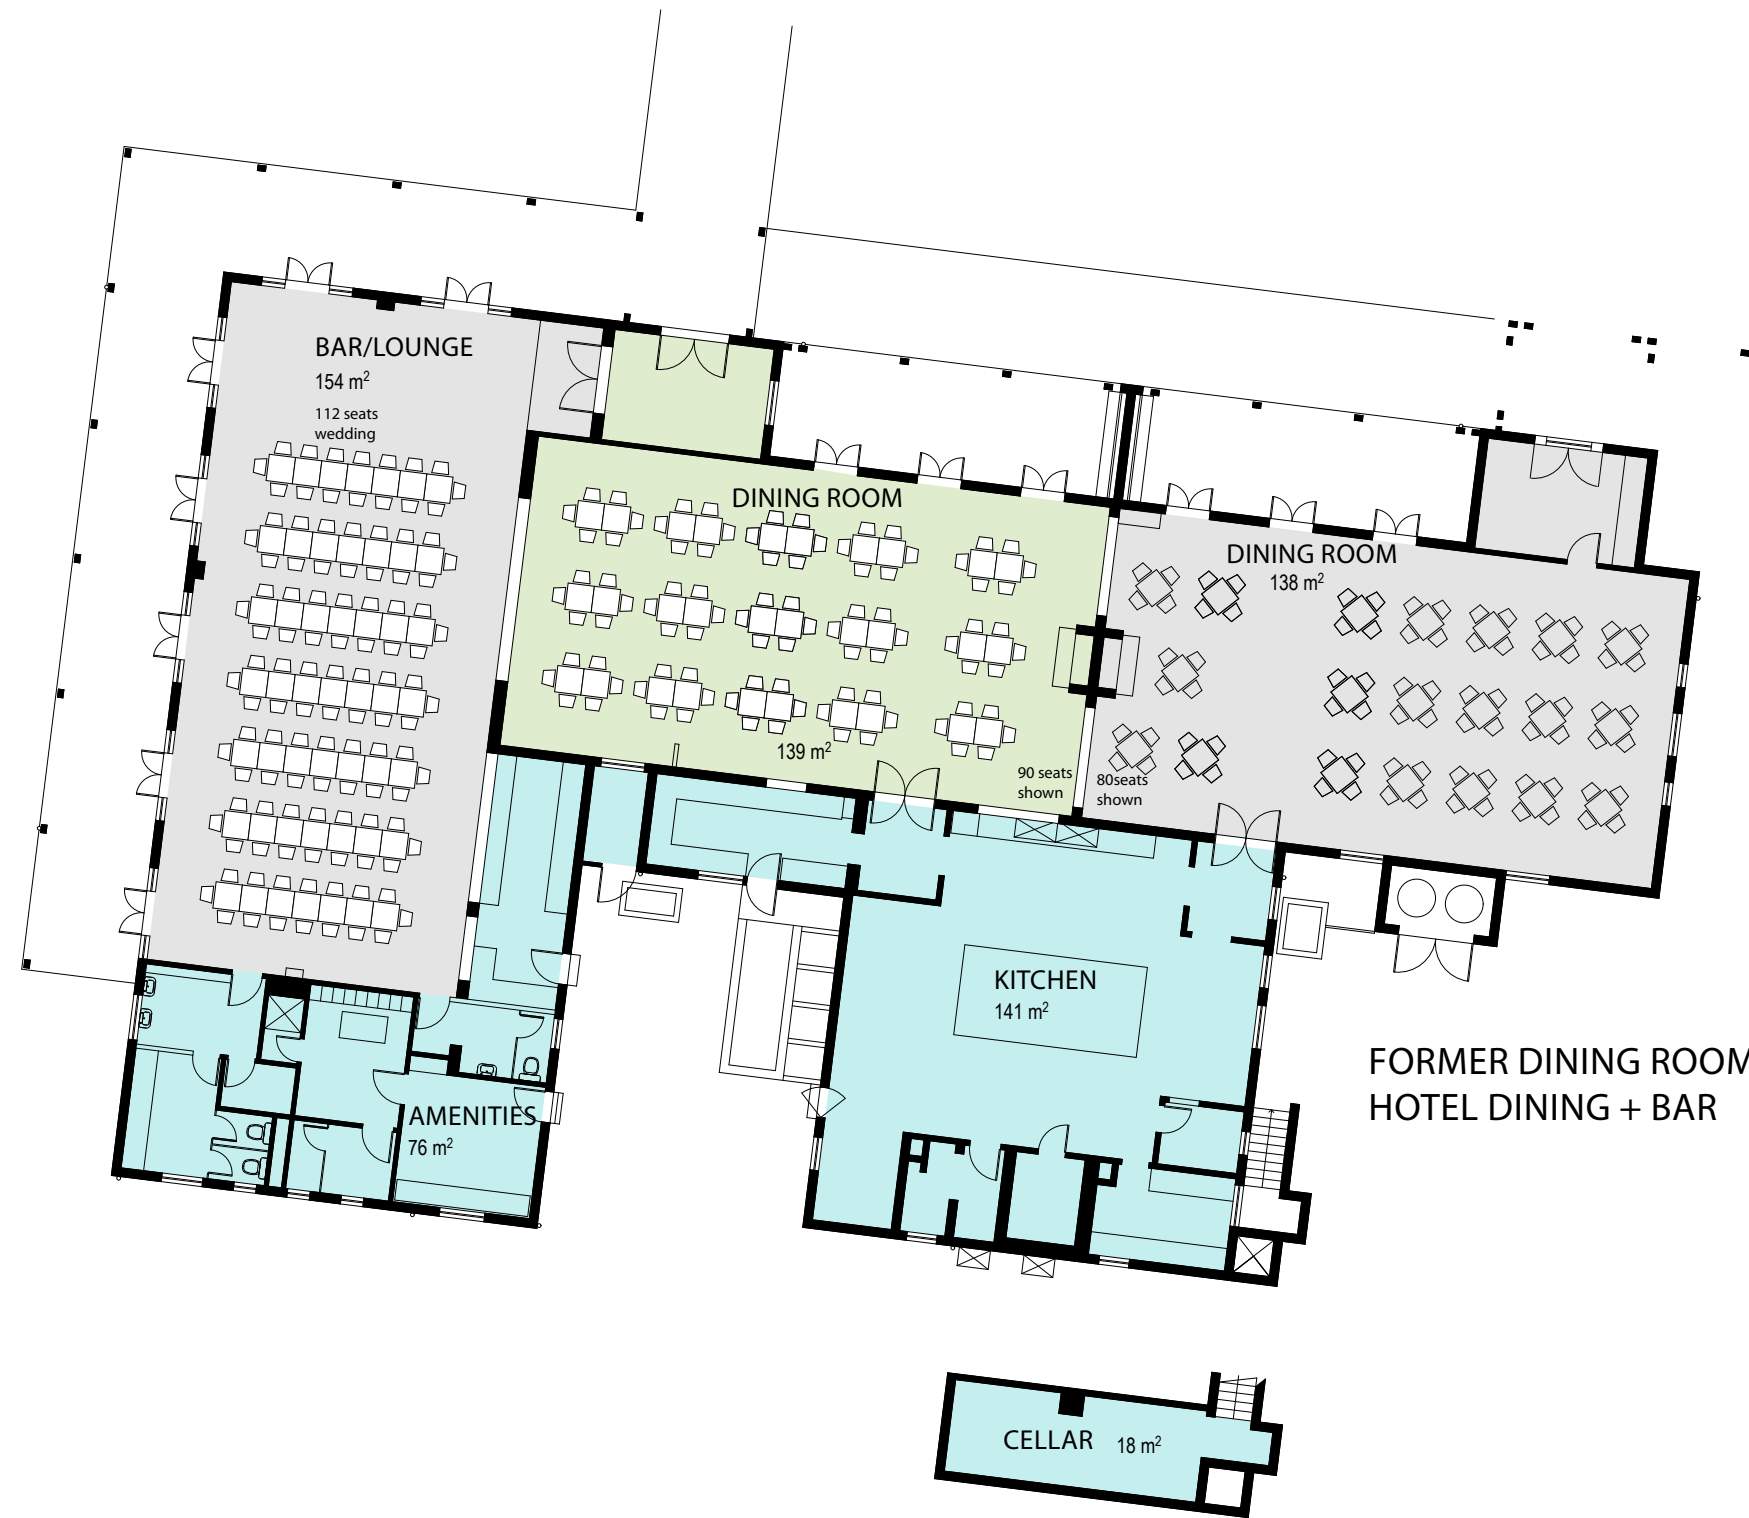 BAR/LOUNGE
154 m²
112 seats
wedding
DINING ROOM
139 m²
90 seats
shown
DINING ROOM
138 m²
80seats
shown
KITCHEN
141 m²
AMENITIES
76 m²
FORMER DINING ROOM
HOTEL DINING + BAR
CELLAR 18 m²